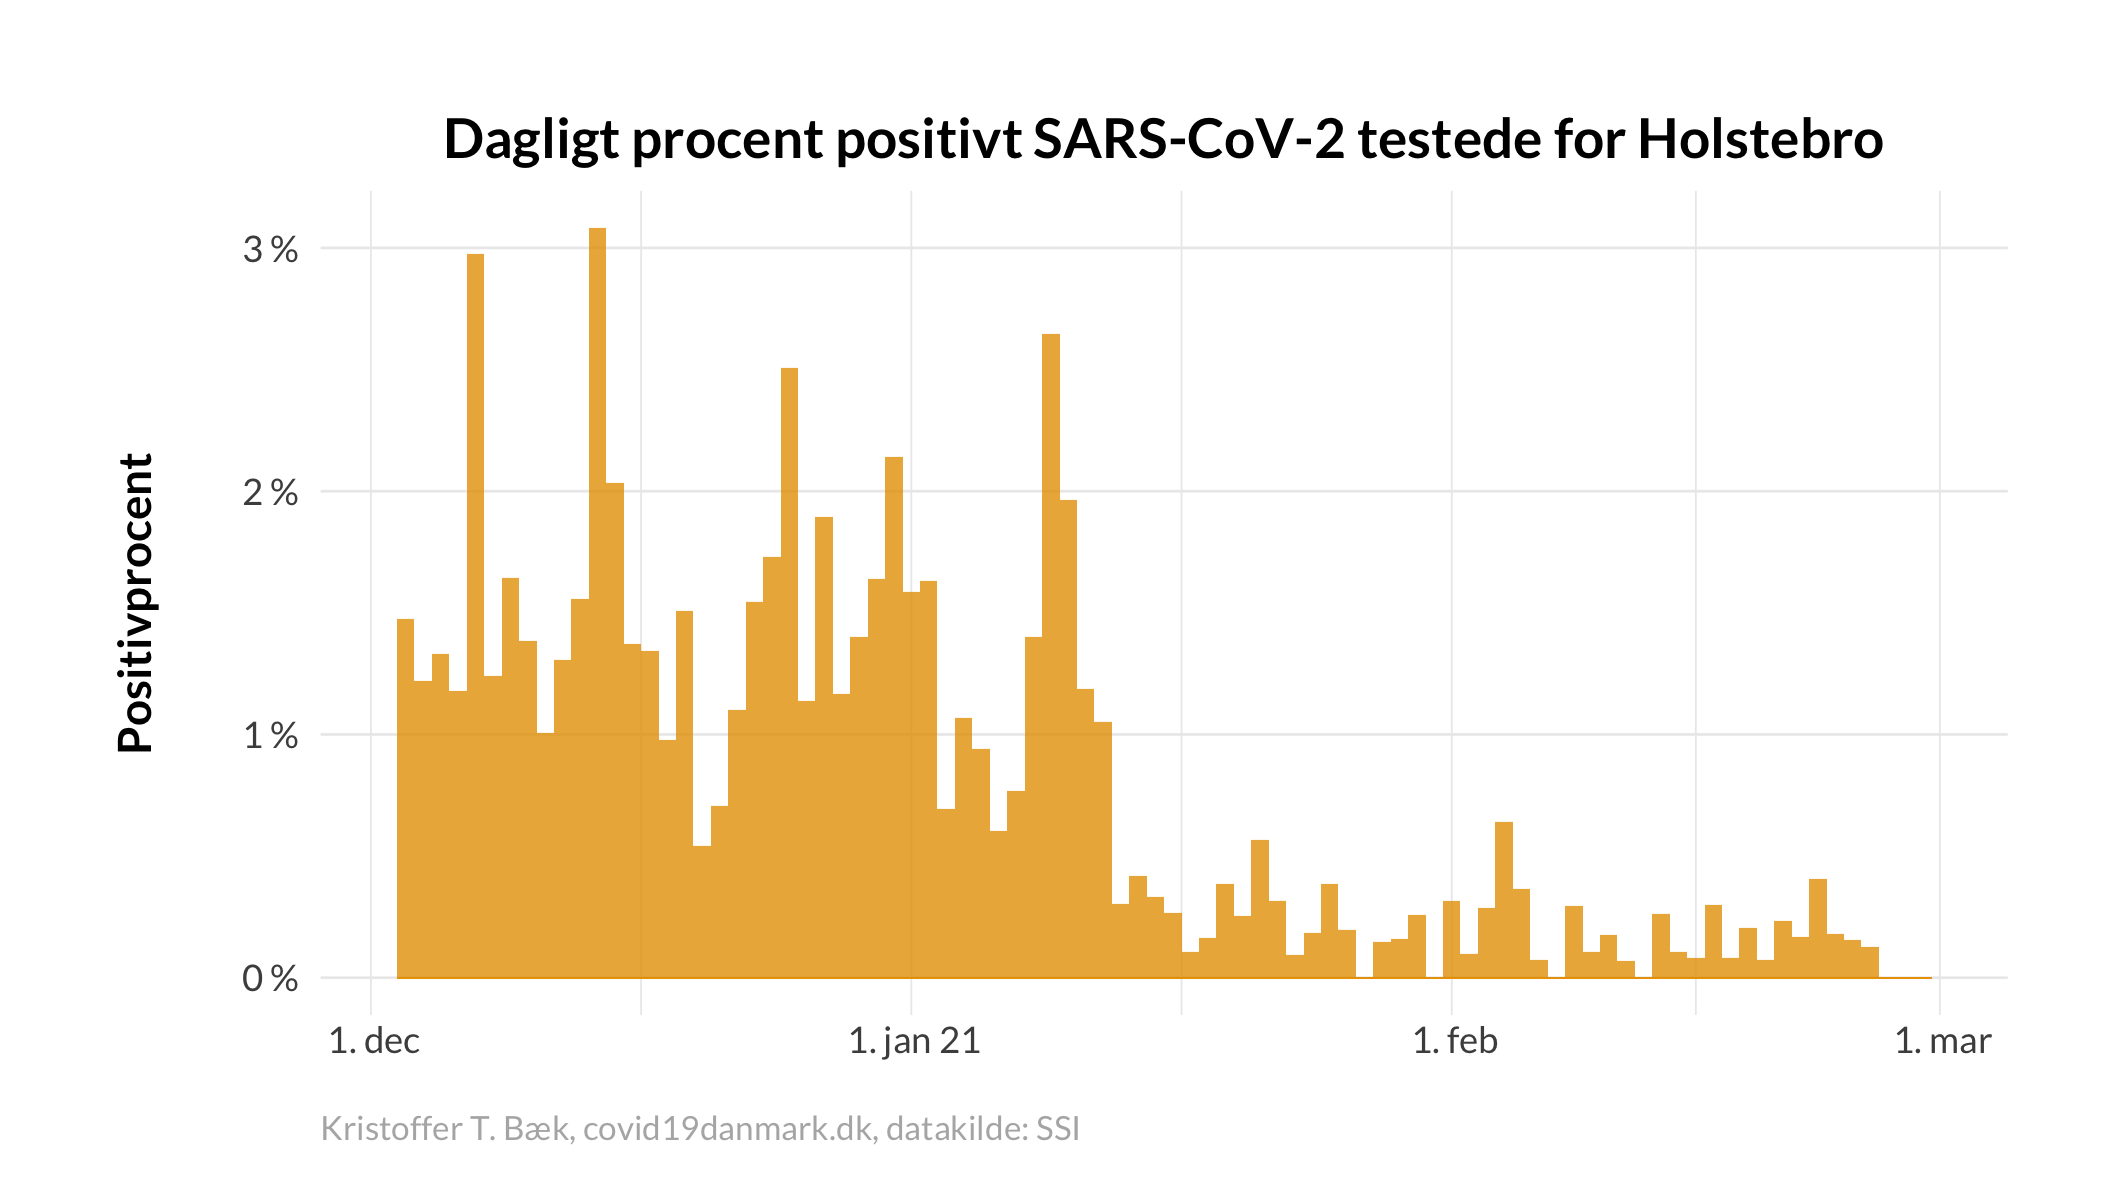 Dagligt procent positivt SARS-CoV-2 testede for Holstebro
Positivprocent
3 %
2 %
1 %
0 %
1. dec
1. jan 21
1. feb
1. mar
Kristoffer T. Bæk, covid19danmark.dk, datakilde: SSI